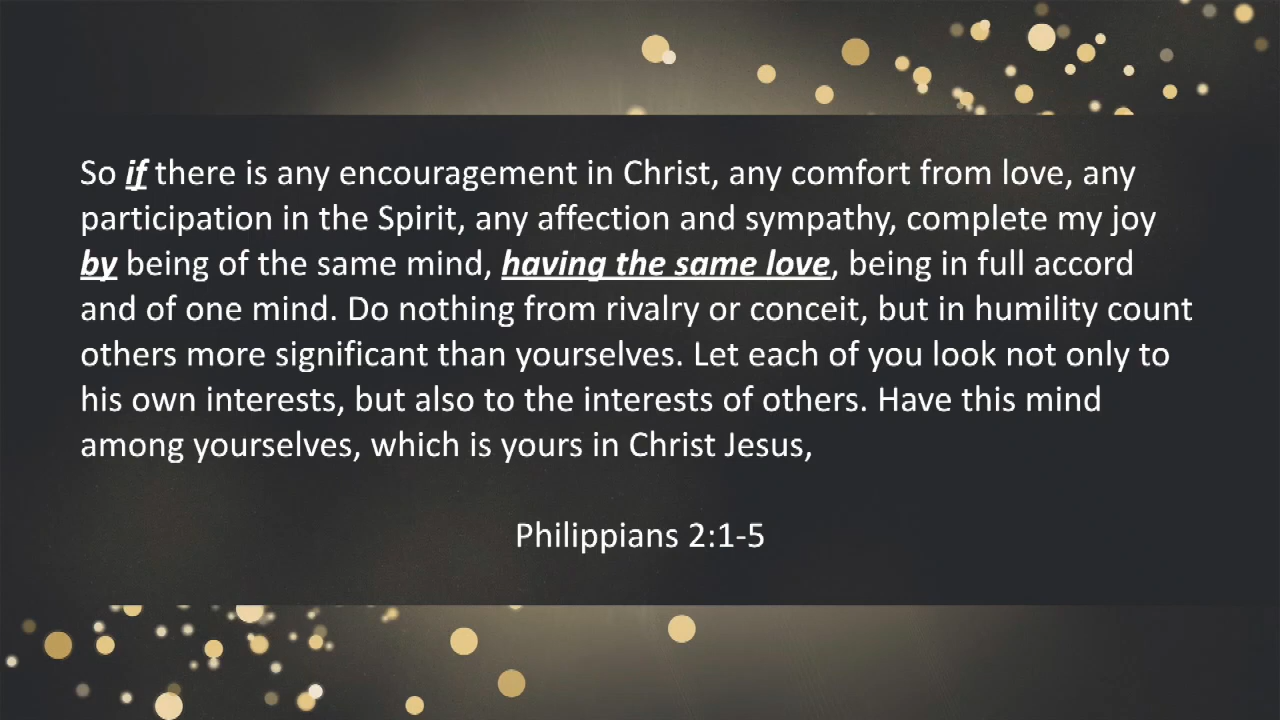 So if there is any encouragement in Christ, any comfort from love, any
participation in the Spirit, any affection and sympathy, complete my joy
by being of the same mind, having the same love, being in full accord
and of one mind. Do nothing from rivalry or conceit, but in humility count
others more significant than yourselves. Let each of you look not only to
his own interests, but also to the interests of others. Have this mind
among yourselves, which is yours in Christ Jesus,
Philippians 2:1-5